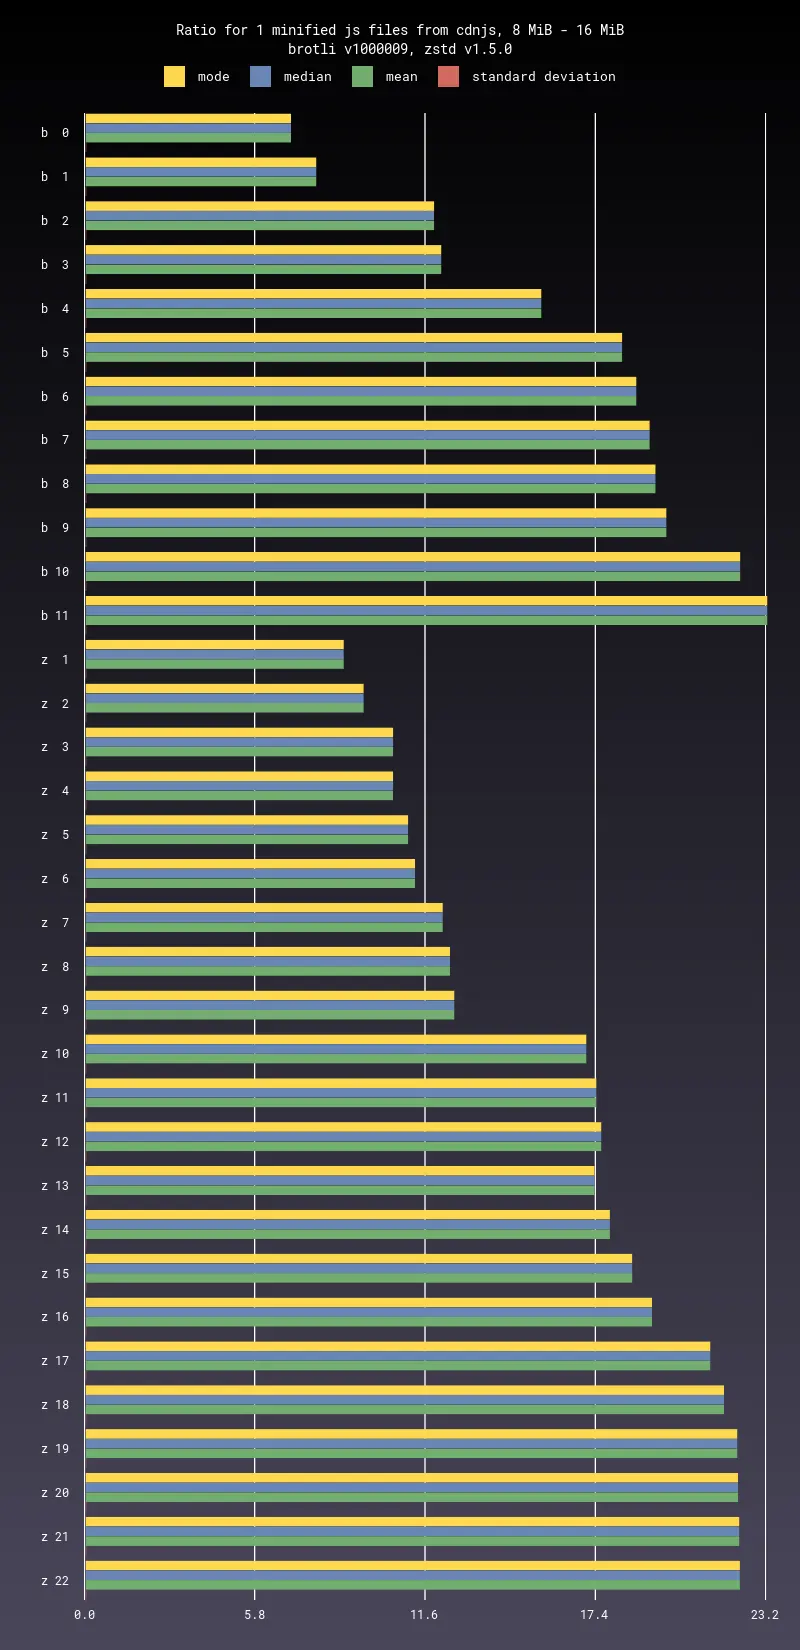 Ratio for 1 minified js files from cdnjs, 8 MiB - 16 MiB
brotli v1000009, zstd v1.5.0
mode median mean standard deviation
b 0
b 1
b 2
b 3
b 4
b 5
b 6
b 7
b 8
b 9
b 10
b 11
z 1
z 2
z 3
z 4
z 5
z 6
z 7
z 8
z 9
z 10
z 11
z 12
z 13
z 14
z 15
z 16
z 17
z 18
z 19
z 20
z 21
z 22
0.0 5.8 11.6 17.4 23.2